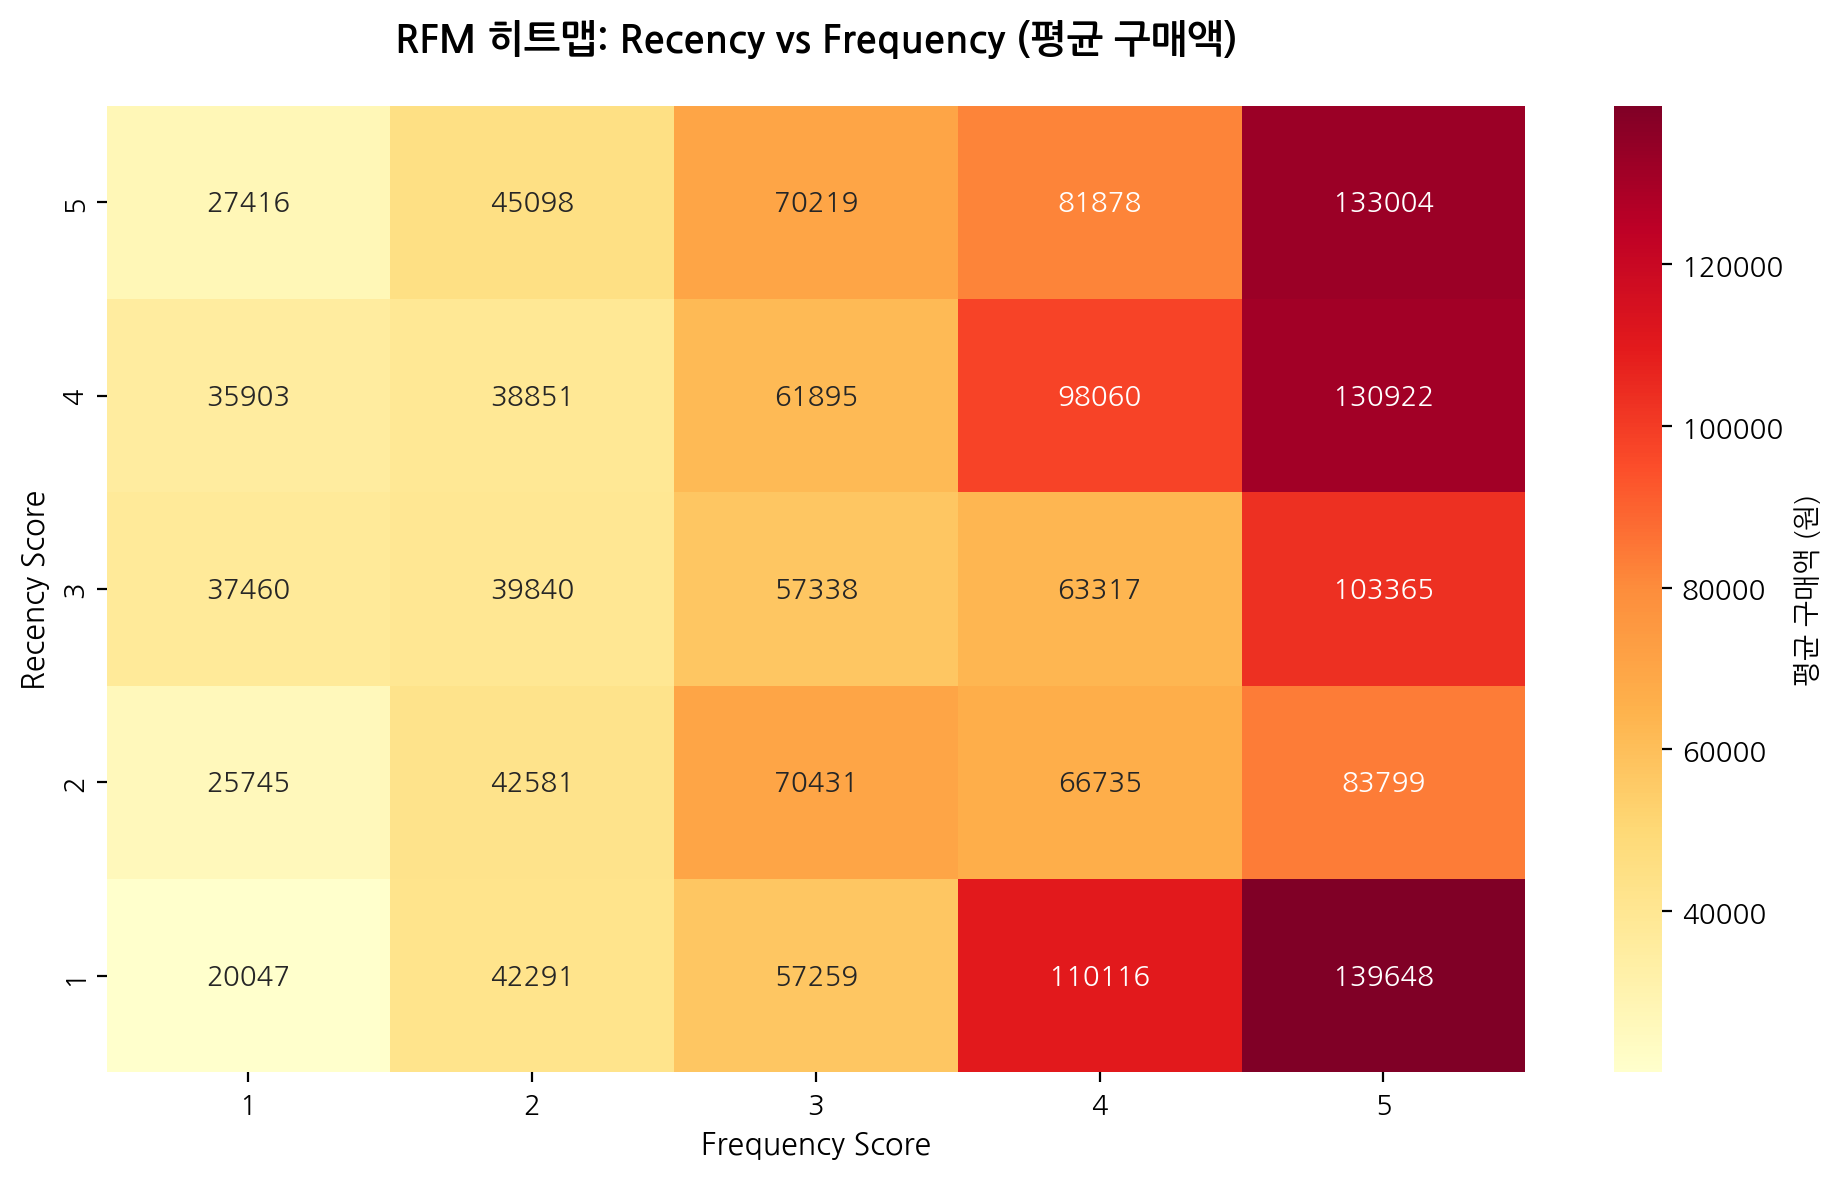 RFM 히트맵: Recency vs Frequency (평균 구매액)
Recency Score
5
27416 45098 70219 81878 133004
4
35903 38851 61895 98060 130922
3
37460 39840 57338 63317 103365
2
25745 42581 70431 66735 83799
1
20047 42291 57259 110116 139648
1 2 3 4 5
Frequency Score
120000
100000
80000
60000
40000
평균 구매액 (원)